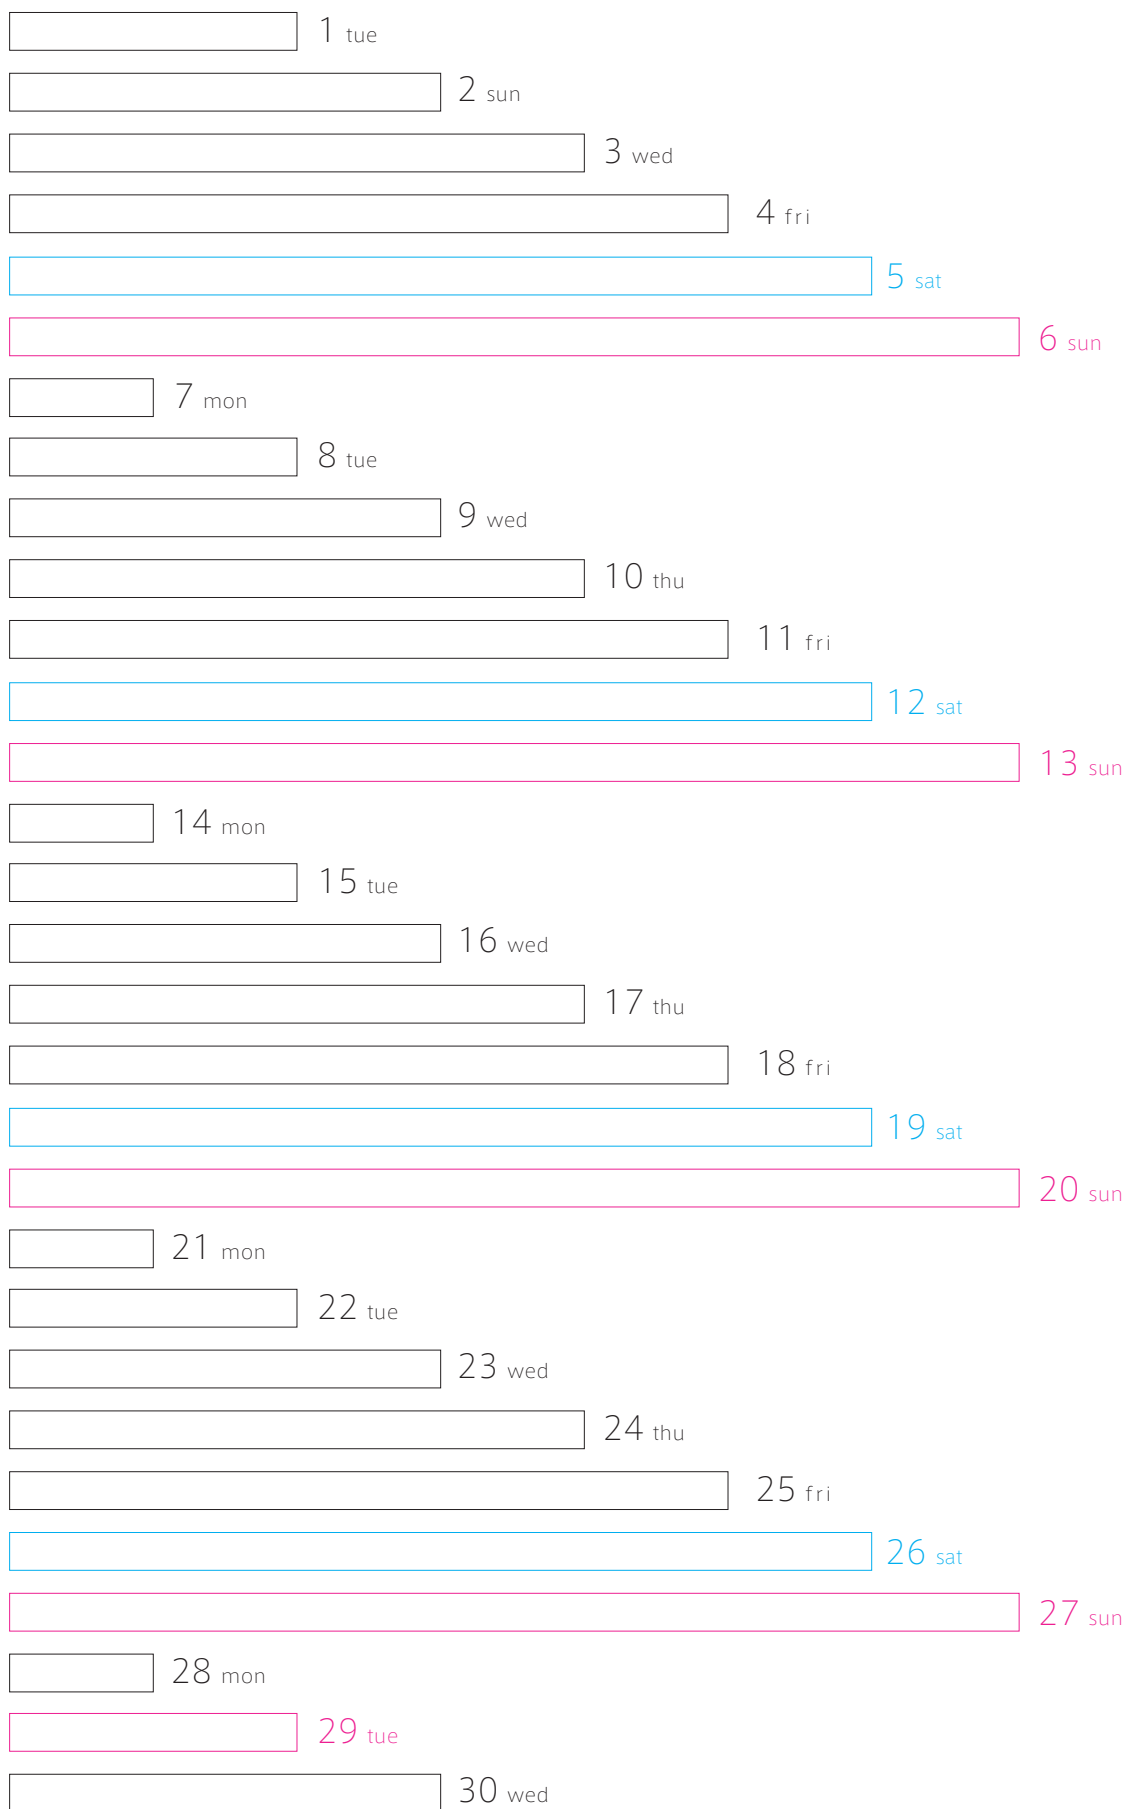 1 tue
2 sun
3 wed
4 fri
5 sat
6 sun
7 mon
8 tue
9 wed
10 thu
11 fri
12 sat
13 sun
14 mon
15 tue
16 wed
17 thu
18 fri
19 sat
20 sun
21 mon
22 tue
23 wed
24 thu
25 fri
26 sat
27 sun
28 mon
29 tue
30 wed